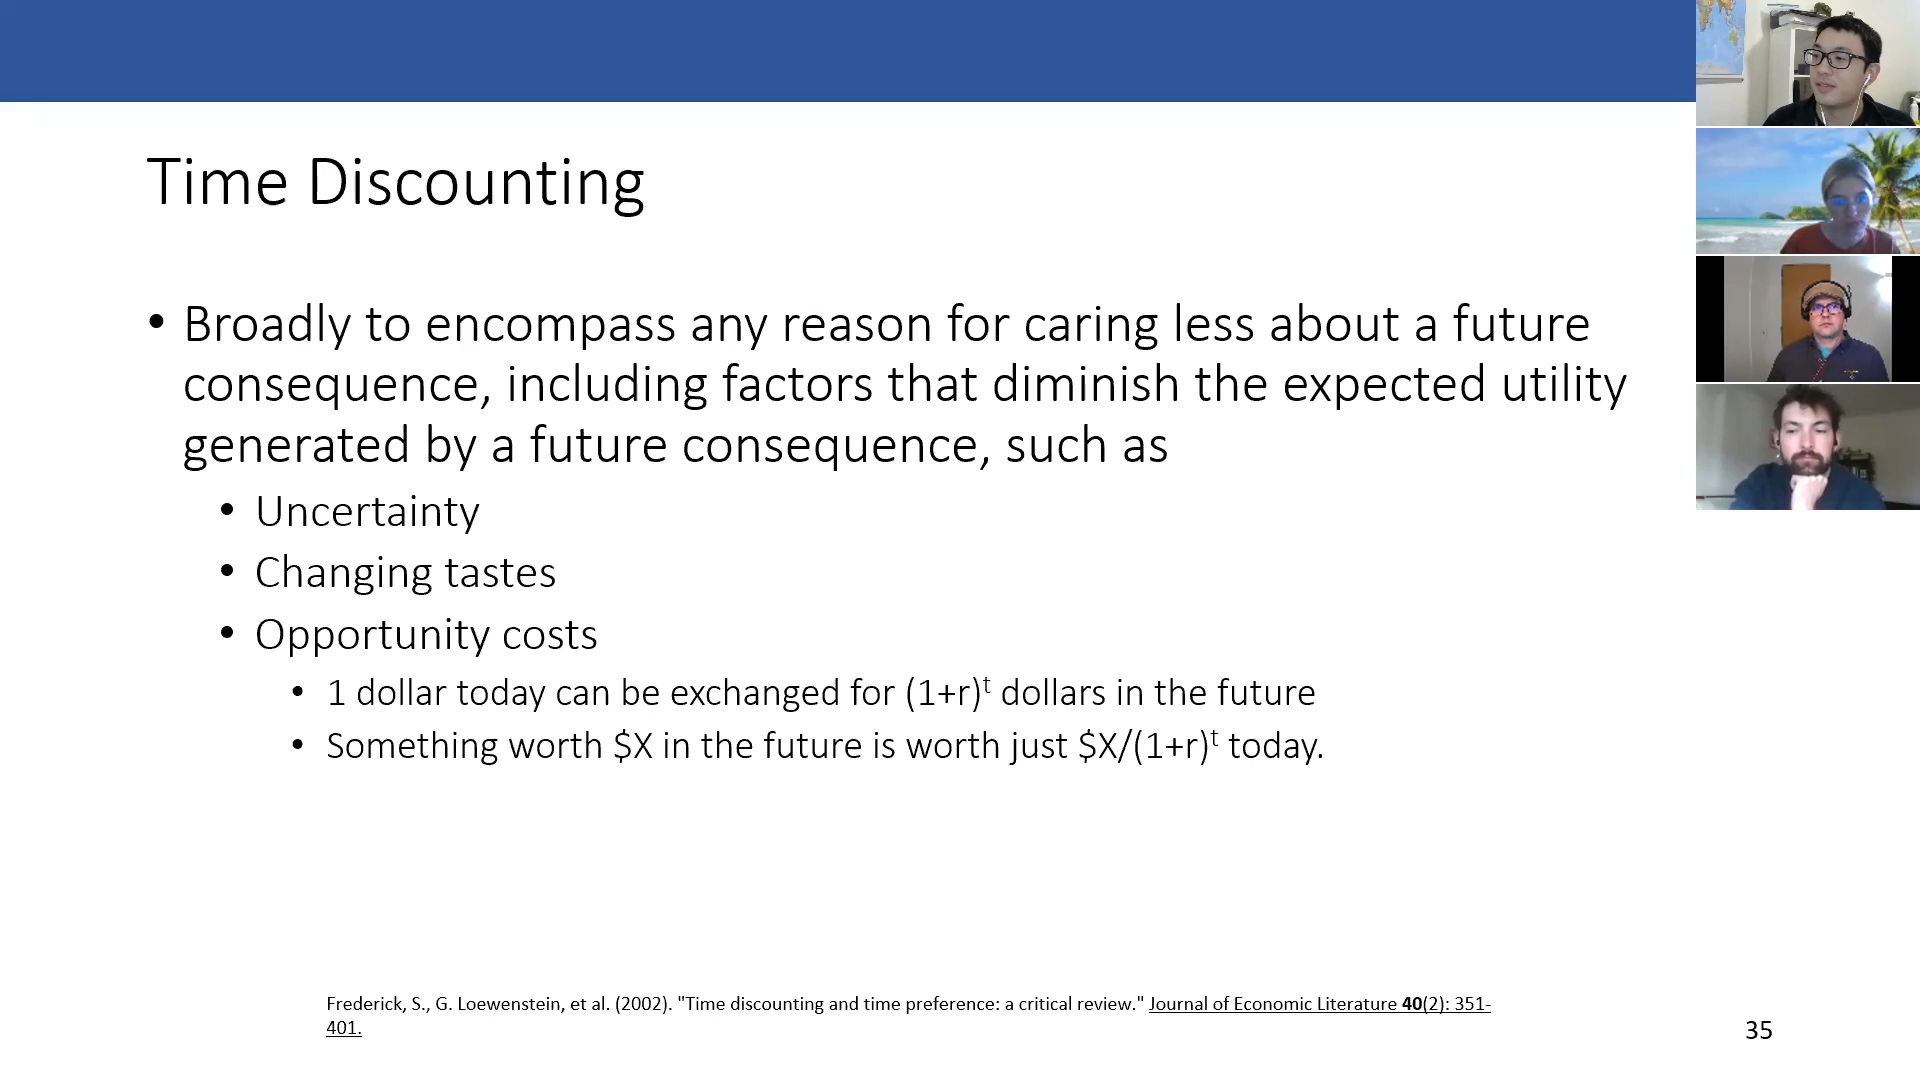 Time Discounting
• Broadly to encompass any reason for caring less about a future
consequence, including factors that diminish the expected utility
generated by a future consequence, such as
• Uncertainty
• Changing tastes
• Opportunity costs
• 1 dollar today can be exchanged for (1+r)ᵗ dollars in the future
• Something worth $X in the future is worth just $X/(1+r)ᵗ today.
Frederick, S., G. Loewenstein, et al. (2002). "Time discounting and time preference: a critical review." Journal of Economic Literature 40(2): 351-
401.
35